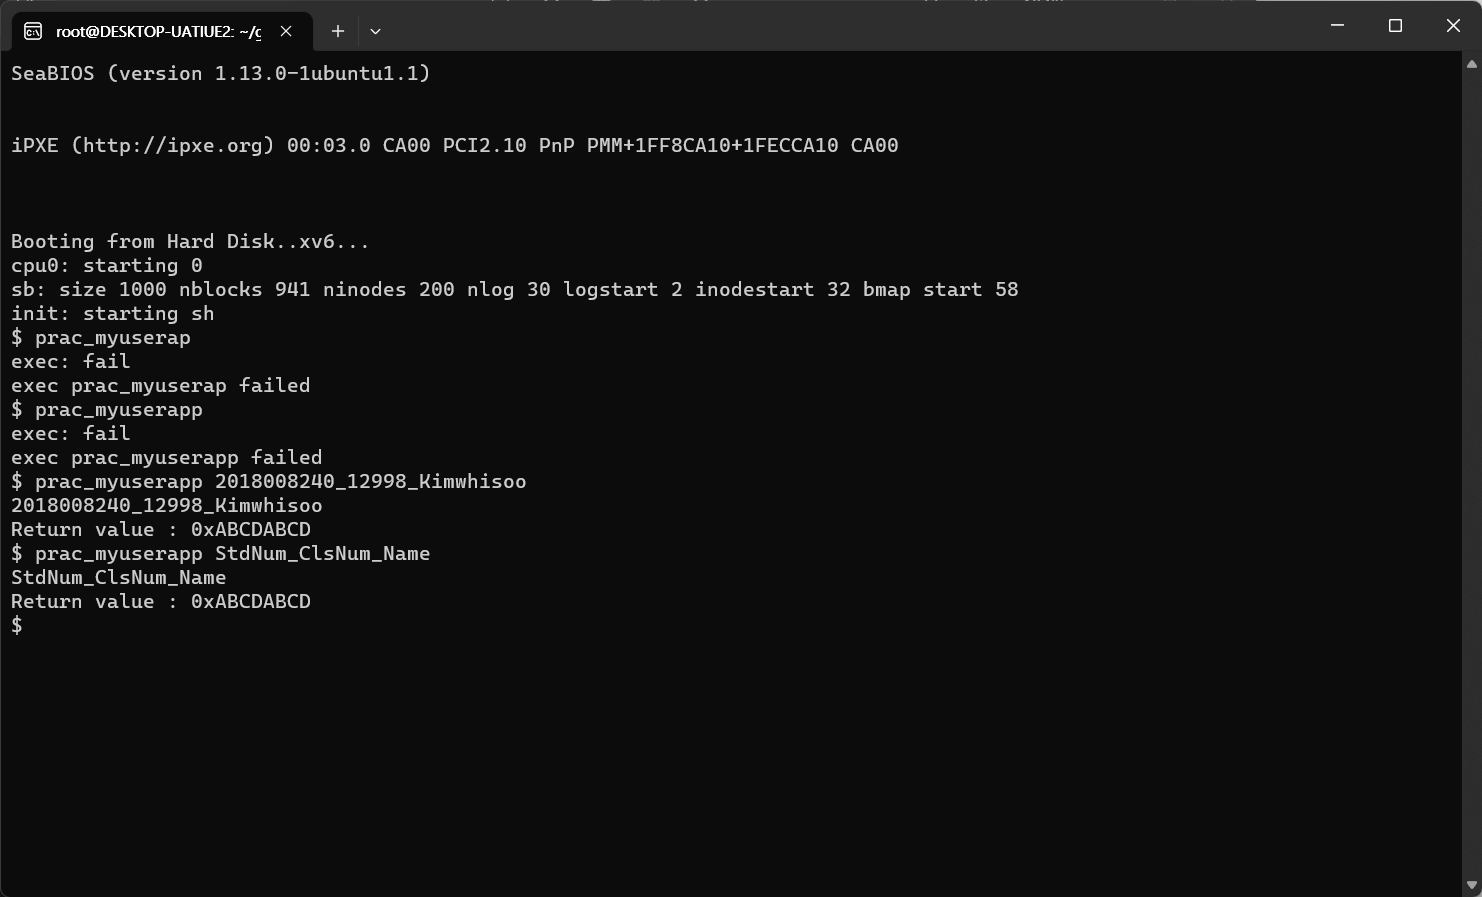 root@DESKTOP-UATIUE2: ~/
SeaBIOS (version 1.13.0-1ubuntu1.1)
iPXE (http://ipxe.org) 00:03.0 CA00 PCI2.10 PnP PMM+1FF8CA10+1FECCA10 CA00
Booting from Hard Disk..xv6...
cpu0: starting 0
sb: size 1000 nblocks 941 ninodes 200 nlog 30 logstart 2 inodestart 32 bmap start 58
init: starting sh
$ prac_myuserap
exec: fail
exec prac_myuserap failed
$ prac_myuserapp
exec: fail
exec prac_myuserapp failed
$ prac_myuserapp 2018008240_12998_Kimwhisoo
2018008240_12998_Kimwhisoo
Return value : 0xABCDABCD
$ prac_myuserapp StdNum_ClsNum_Name
StdNum_ClsNum_Name
Return value : 0xABCDABCD
$